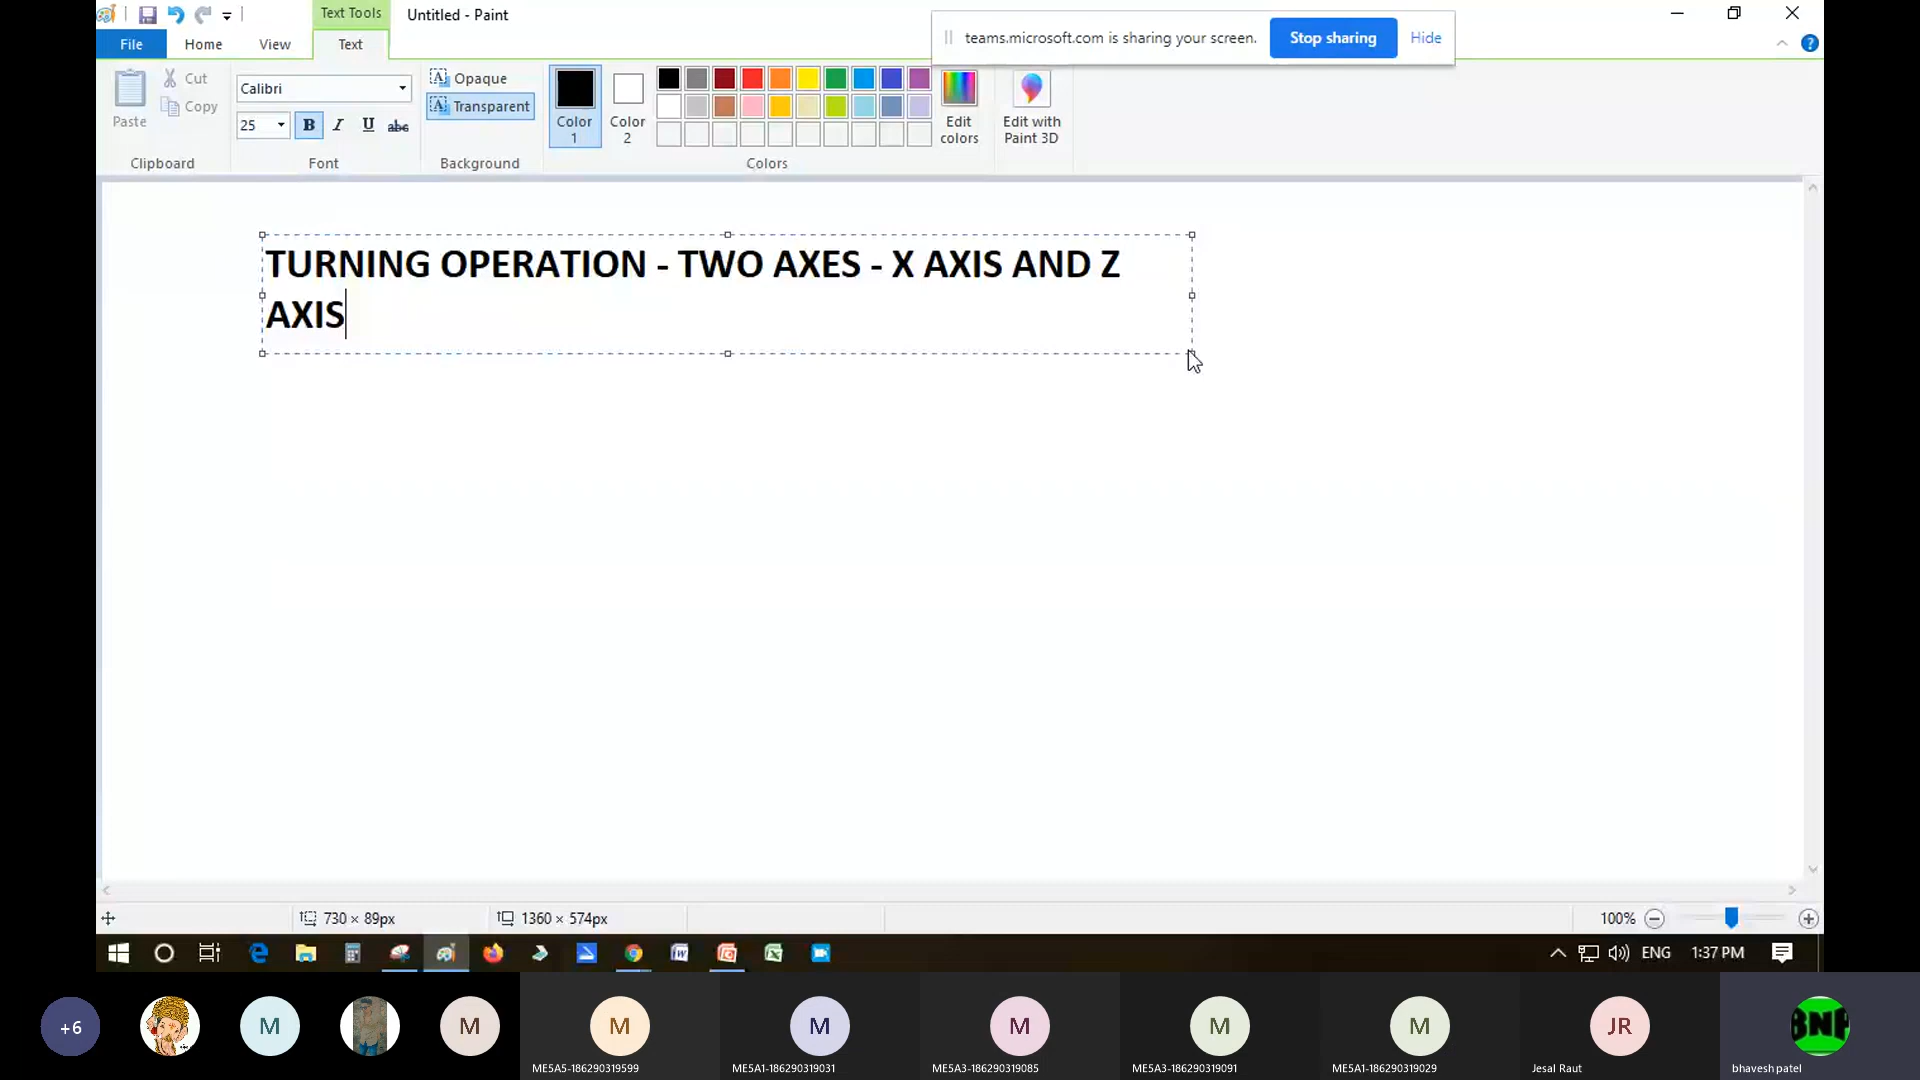 Text Tools
Untitled - Paint
teams.microsoft.com is sharing your screen.
Stop sharing
Hide
File
Home
View
Text
Paste
Cut
Copy
Clipboard
Calibri
25
B I U abc
Font
A Opaque
A Transparent
Background
Color
1
Color
2
Edit
colors
Colors
Edit with
Paint 3D
TURNING OPERATION - TWO AXES - X AXIS AND Z
AXIS
730 × 89px
1360 × 574px
100%
ENG
1:37 PM
+6
M
M
M
ME5A5-186290319599
M
ME5A1-186290319031
M
ME5A3-186290319085
M
ME5A3-186290319091
M
ME5A1-186290319029
JR
Jesal Raut
BNP
bhavesh patel